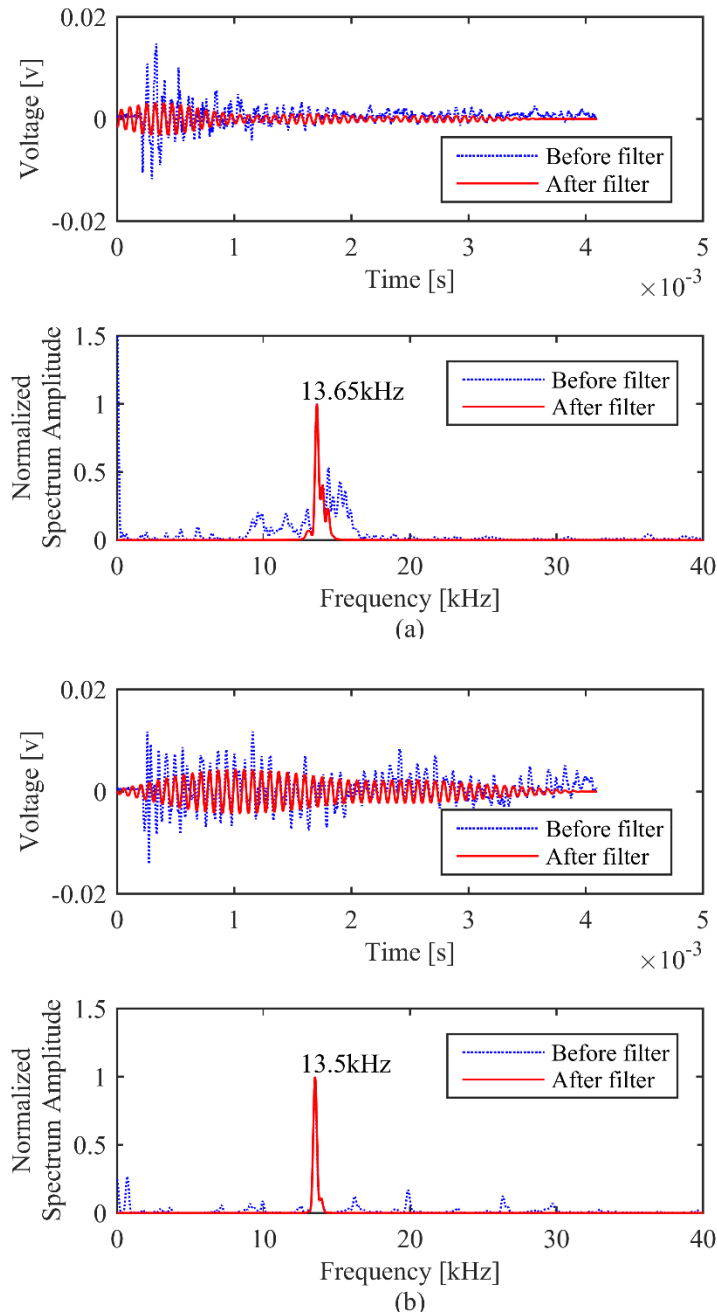 0.02
0
-0.02
Voltage [v]
Before filter
After filter
0 1 2 3 4 5
Time [s]
×10⁻³
1.5
1
0.5
0
Normalized
Spectrum Amplitude
13.65kHz
Before filter
After filter
0 10 20 30 40
Frequency [kHz]
(a)
0.02
0
-0.02
Voltage [v]
Before filter
After filter
0 1 2 3 4 5
Time [s]
×10⁻³
1.5
1
0.5
0
Normalized
Spectrum Amplitude
13.5kHz
Before filter
After filter
0 10 20 30 40
Frequency [kHz]
(b)